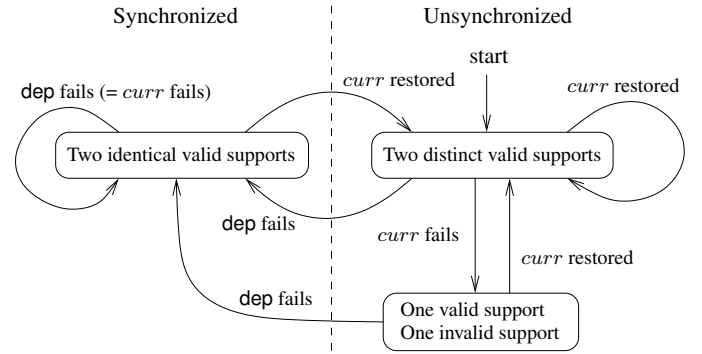 Synchronized
Unsynchronized
start
dep fails (= curr fails)
curr restored
curr restored
Two identical valid supports
Two distinct valid supports
dep fails
curr fails
curr restored
dep fails
One valid support
One invalid support